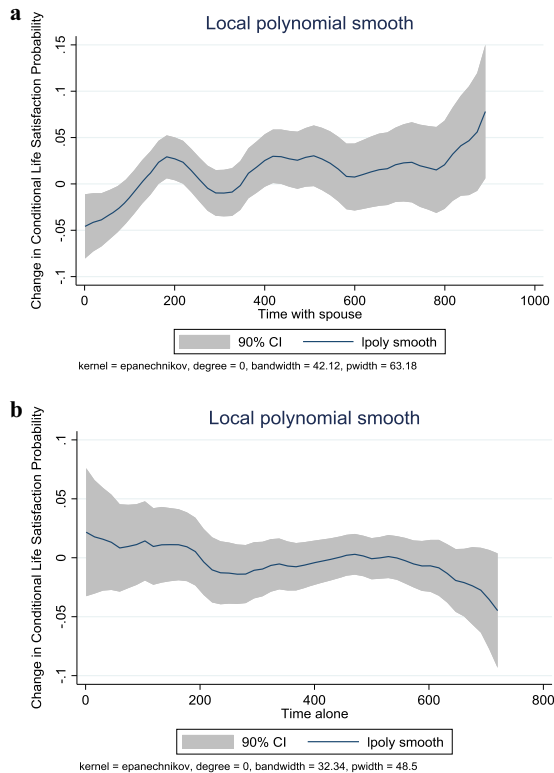 a
Local polynomial smooth
Change in Conditional Life Satisfaction Probability
.15
.1
.05
0
-.05
-.1
0 200 400 600 800 1000
Time with spouse
90% CI lpoly smooth
kernel = epanechnikov, degree = 0, bandwidth = 42.12, pwidth = 63.18
b
Local polynomial smooth
Change in Conditional Life Satisfaction Probability
.1
.05
0
-.05
-.1
0 200 400 600 800
Time alone
90% CI lpoly smooth
kernel = epanechnikov, degree = 0, bandwidth = 32.34, pwidth = 48.5